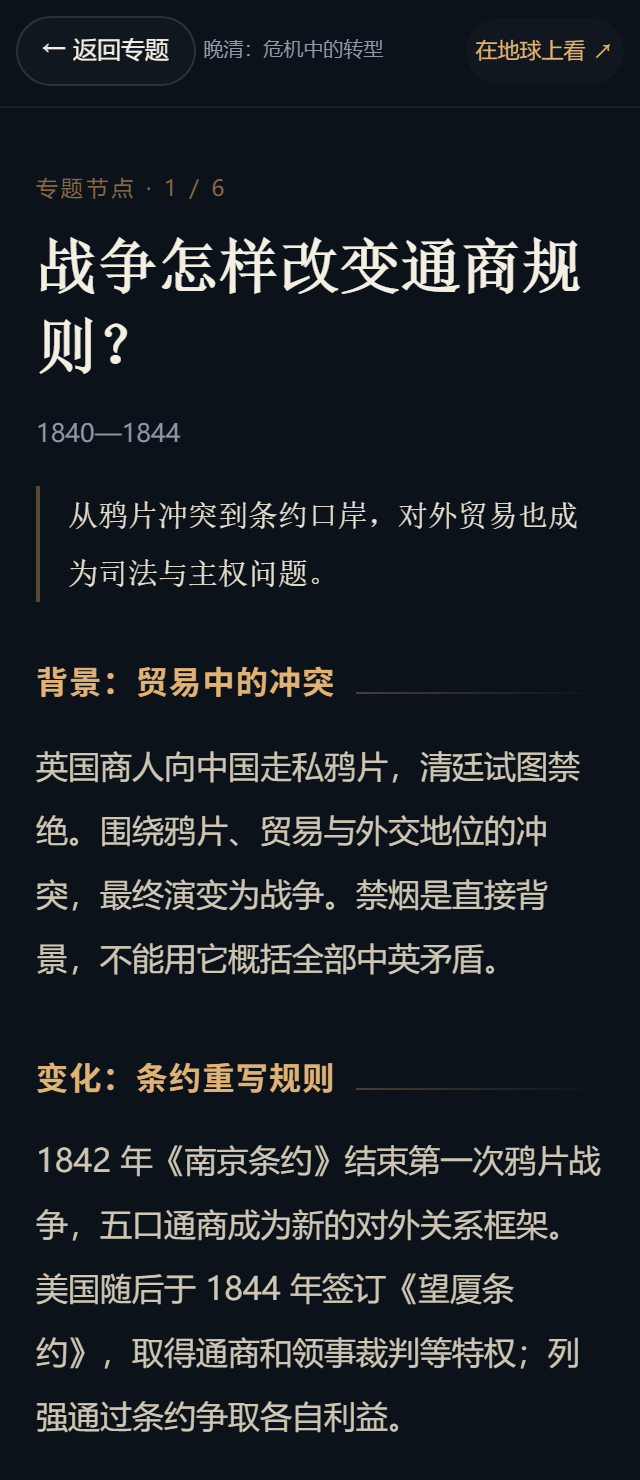 ← 返回专题
晚清：危机中的转型
在地球上看 ↗
专题节点 · 1 / 6
战争怎样改变通商规
则？
1840—1844
从鸦片冲突到条约口岸，对外贸易也成
为司法与主权问题。
背景：贸易中的冲突
英国商人向中国走私鸦片，清廷试图禁
绝。围绕鸦片、贸易与外交地位的冲
突，最终演变为战争。禁烟是直接背
景，不能用它概括全部中英矛盾。
变化：条约重写规则
1842 年《南京条约》结束第一次鸦片战
争，五口通商成为新的对外关系框架。
美国随后于 1844 年签订《望厦条
约》，取得通商和领事裁判等特权；列
强通过条约争取各自利益。